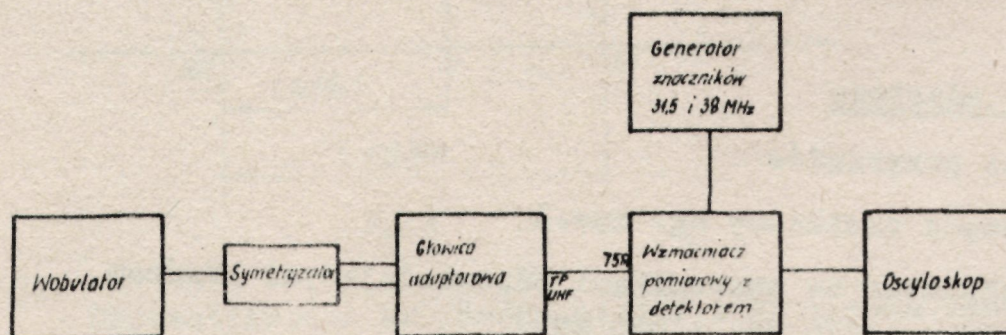 Generator
znaczników
31,5 i 38 MHz
Wobulator
Symetryzator
Głowica
adaptorowa
TP
UHF
75Ω
Wzmacniacz
pomiarowy z
detektorem
Oscyloskop